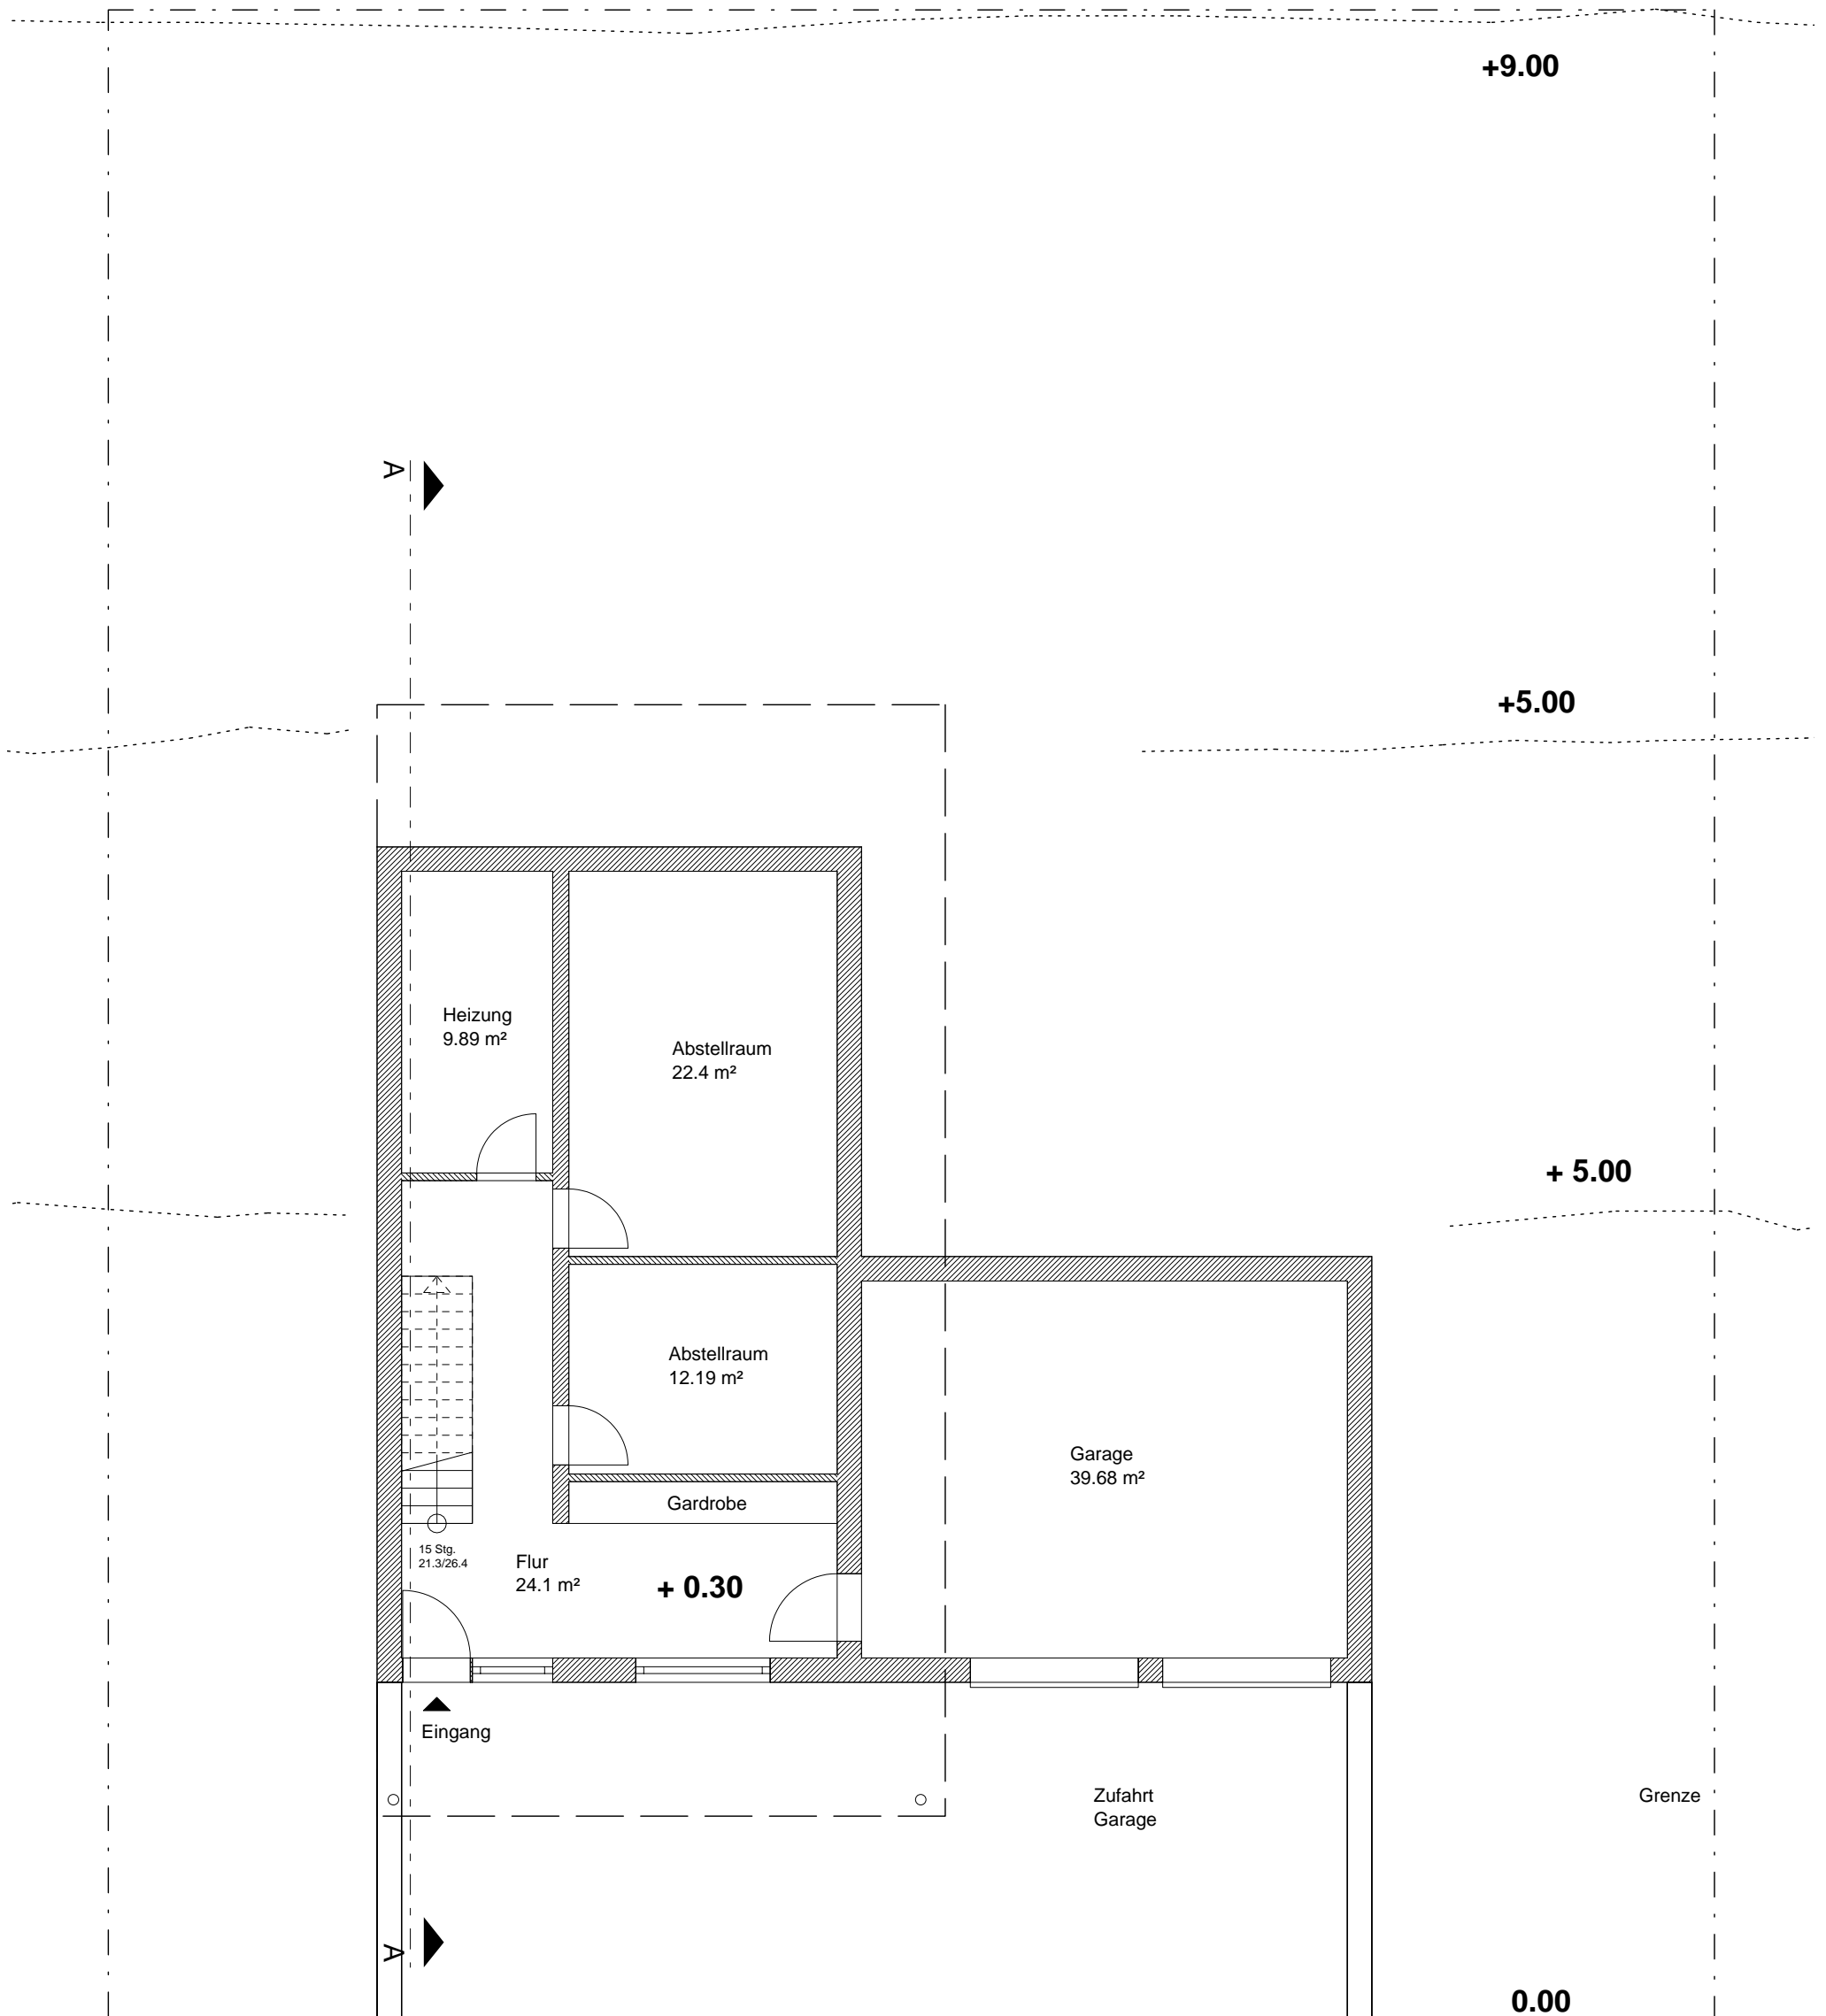 +9.00
A
+5.00
Heizung
9.89 m²
Abstellraum
22.4 m²
+ 5.00
Abstellraum
12.19 m²
Garage
39.68 m²
Gardrobe
15 Stg.
21.3/26.4
Flur
24.1 m²
+ 0.30
Eingang
Zufahrt
Garage
Grenze
A
0.00